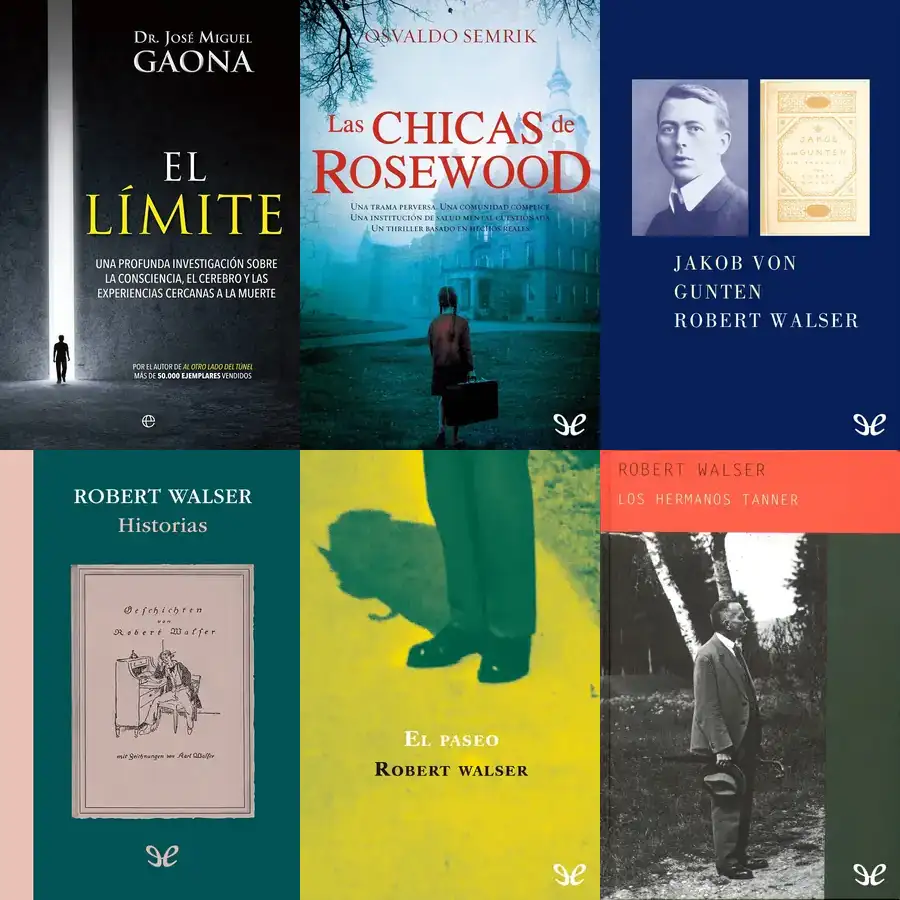 DR. JOSÉ MIGUEL
GAONA
EL
LÍMITE
UNA PROFUNDA INVESTIGACIÓN SOBRE
LA CONSCIENCIA, EL CEREBRO Y LAS
EXPERIENCIAS CERCANAS A LA MUERTE
POR EL AUTOR DE AL OTRO LADO DEL TÚNEL
MÁS DE 50.000 EJEMPLARES VENDIDOS
OSVALDO SEMRIK
Las CHICAS de
ROSEWOOD
UNA TRAMA PERVERSA. UNA COMUNIDAD CÓMPLICE.
UNA INSTITUCIÓN DE SALUD MENTAL CUESTIONADA.
UN THRILLER BASADO EN HECHOS REALES
JAKOB
VON GUNTEN
JAKOB VON
GUNTEN
ROBERT WALSER
ROBERT WALSER
Historias
Geschichten
von
Robert Walser
mit Zeichnungen von Karl Walser
EL PASEO
ROBERT WALSER
ROBERT WALSER
LOS HERMANOS TANNER